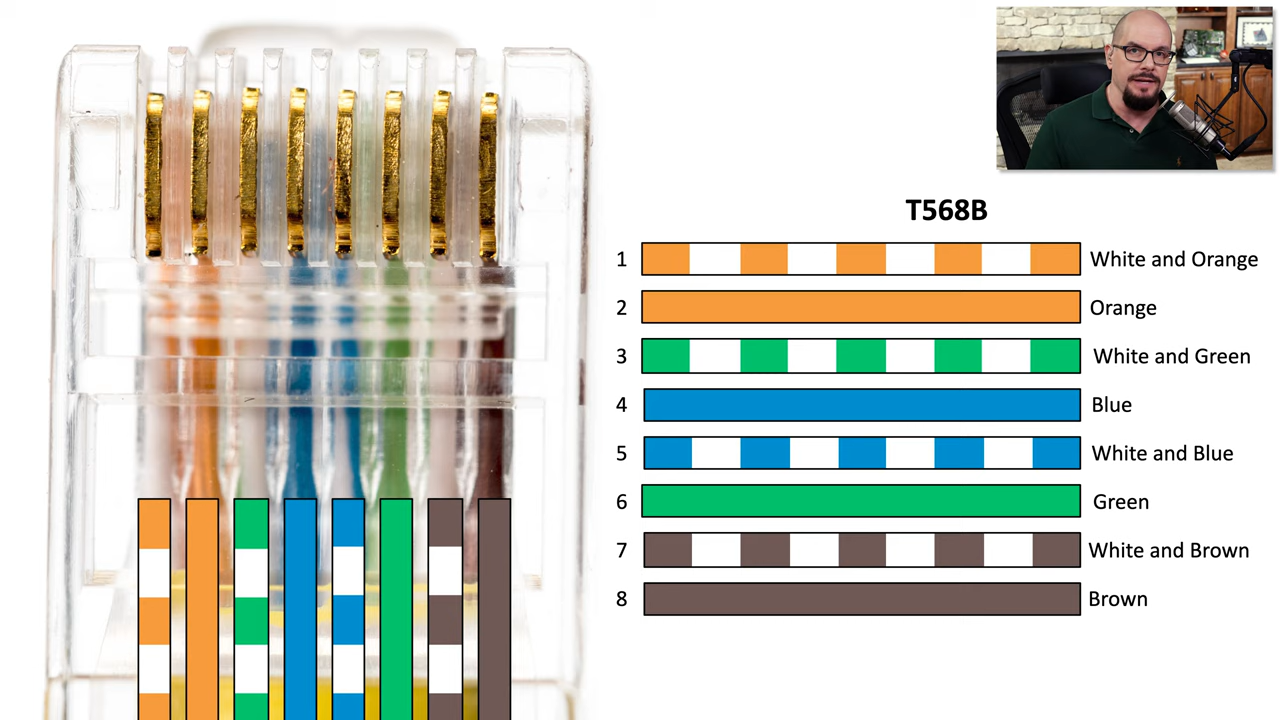 T568B
1 White and Orange
2 Orange
3 White and Green
4 Blue
5 White and Blue
6 Green
7 White and Brown
8 Brown